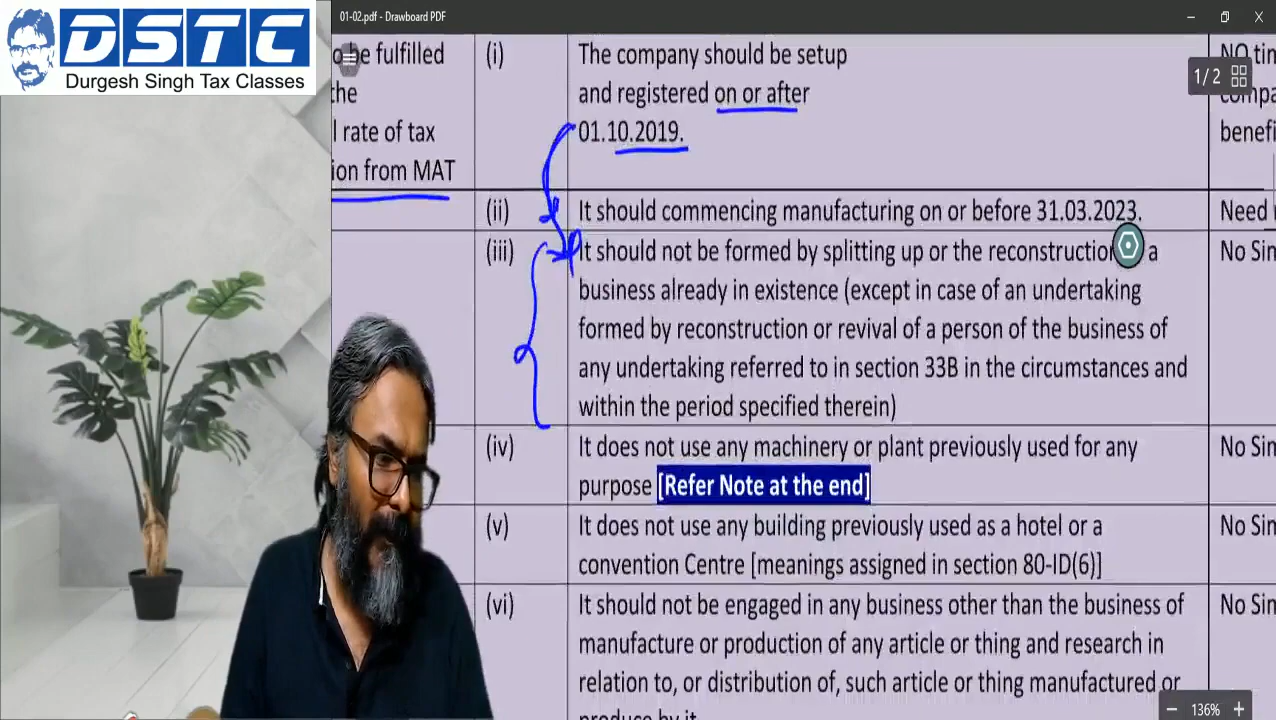 DSTC
Durgesh Singh Tax Classes
01-02.pdf - Drawboard PDF
1/2
be fulfilled
the
rate of tax
ion from MAT
(i) The company should be setup
and registered on or after
01.10.2019.
NO
benefi
(ii) It should commencing manufacturing on or before 31.03.2023.
Need
(iii) It should not be formed by splitting up or the reconstruction a
business already in existence (except in case of an undertaking
formed by reconstruction or revival of a person of the business of
any undertaking referred to in section 33B in the circumstances and
within the period specified therein)
No Sim
(iv) It does not use any machinery or plant previously used for any
purpose [Refer Note at the end]
No Sim
(v) It does not use any building previously used as a hotel or a
convention Centre [meanings assigned in section 80-ID(6)]
No Sim
(vi) It should not be engaged in any business other than the business of
manufacture or production of any article or thing and research in
relation to, or distribution of, such article or thing manufactured or
produce by it.
No Sim
136%